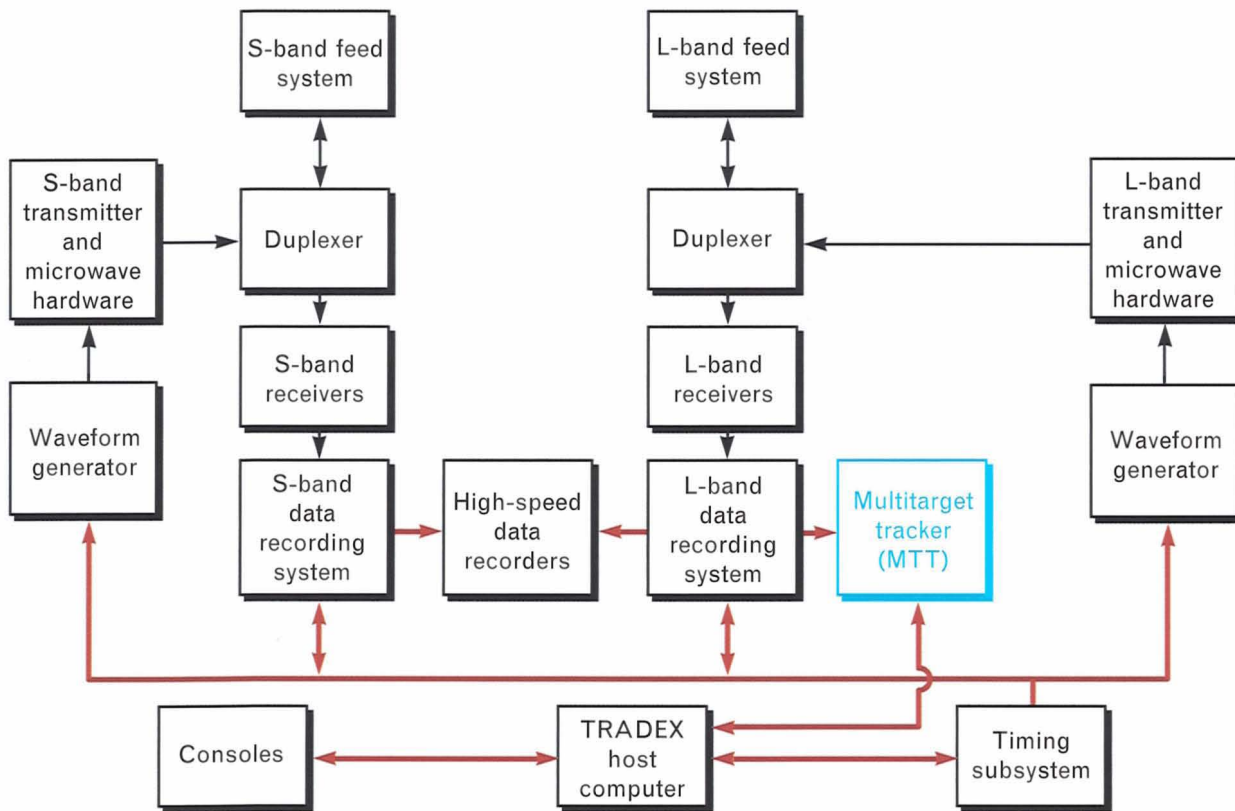 S-band feed
system
L-band feed
system
S-band
transmitter
and
microwave
hardware
Duplexer
Duplexer
L-band
transmitter
and
microwave
hardware
S-band
receivers
L-band
receivers
Waveform
generator
Waveform
generator
S-band
data
recording
system
High-speed
data
recorders
L-band
data
recording
system
Multitarget
tracker
(MTT)
Consoles
TRADEX
host
computer
Timing
subsystem